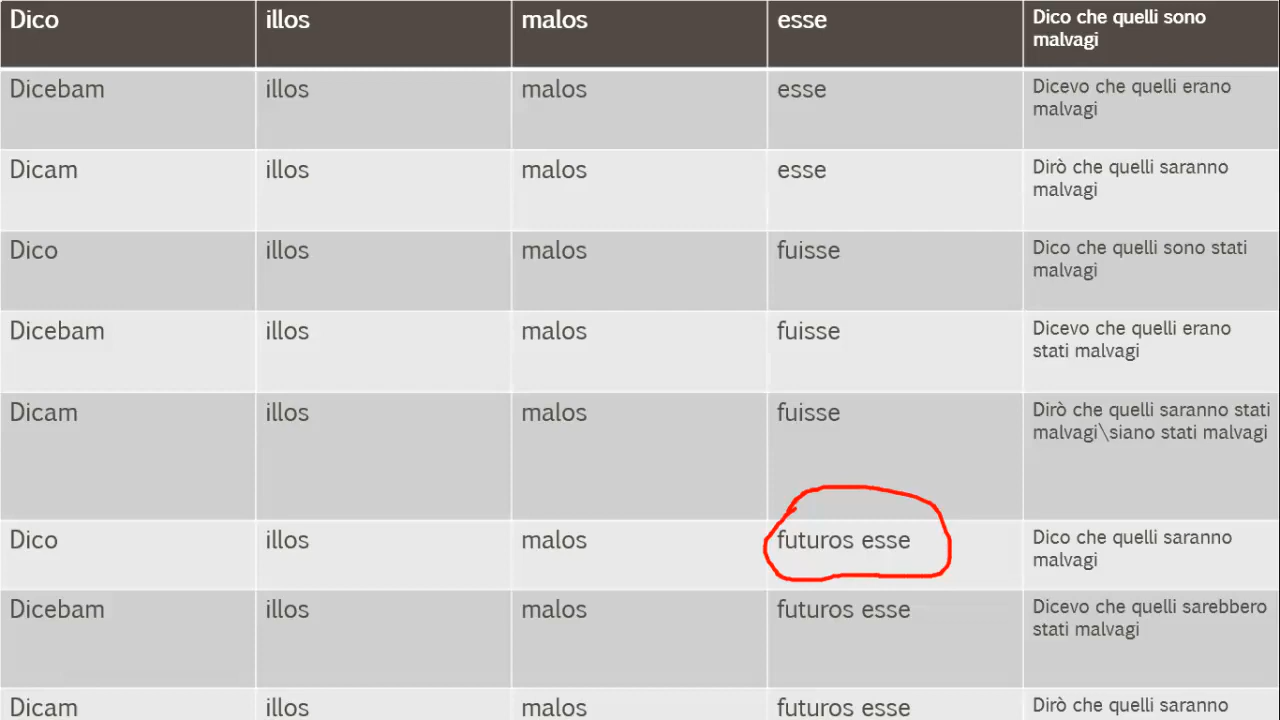 Dico illos malos esse Dico che quelli sono
malvagi
Dicebam illos malos esse Dicevo che quelli erano
malvagi
Dicam illos malos esse Dirò che quelli saranno
malvagi
Dico illos malos fuisse Dico che quelli sono stati
malvagi
Dicebam illos malos fuisse Dicevo che quelli erano
stati malvagi
Dicam illos malos fuisse Dirò che quelli saranno stati
malvagi\siano stati malvagi
Dico illos malos futuros esse Dico che quelli saranno
malvagi
Dicebam illos malos futuros esse Dicevo che quelli sarebbero
stati malvagi
Dicam illos malos futuros esse Dirò che quelli saranno